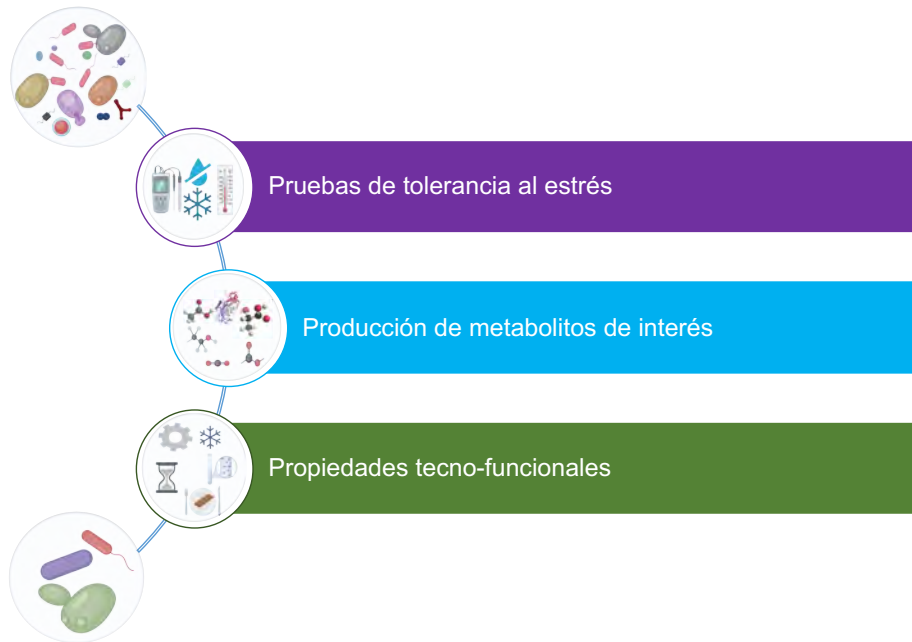 Pruebas de tolerancia al estrés
Producción de metabolitos de interés
Propiedades tecno-funcionales